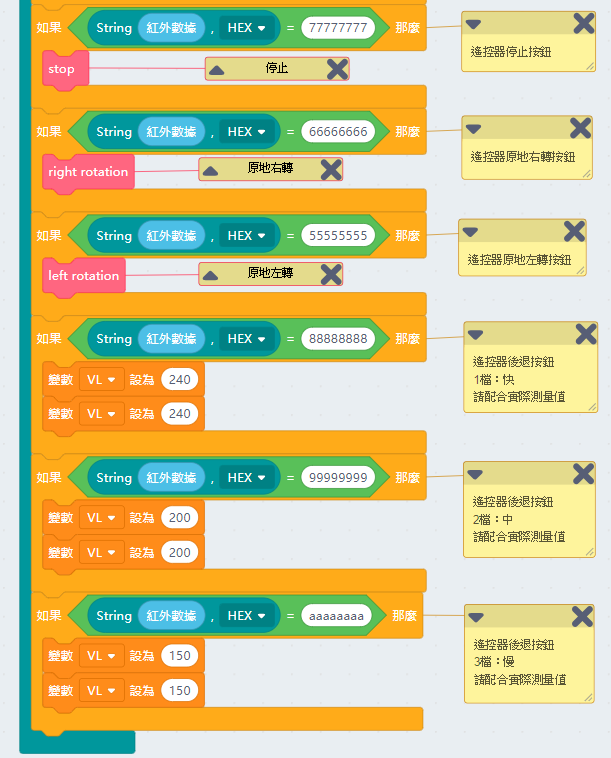 如果 String 紅外數據 , HEX = 77777777 那麼
遙控器停止按鈕
stop 停止
如果 String 紅外數據 , HEX = 66666666 那麼
遙控器原地右轉按鈕
right rotation 原地右轉
如果 String 紅外數據 , HEX = 55555555 那麼
遙控器原地左轉按鈕
left rotation 原地左轉
如果 String 紅外數據 , HEX = 88888888 那麼
遙控器後退按鈕
1檔：快
請配合實際測量值
變數 VL 設為 240
變數 VL 設為 240
如果 String 紅外數據 , HEX = 99999999 那麼
遙控器後退按鈕
2檔：中
請配合實際測量值
變數 VL 設為 200
變數 VL 設為 200
如果 String 紅外數據 , HEX = aaaaaaaa 那麼
遙控器後退按鈕
3檔：慢
請配合實際測量值
變數 VL 設為 150
變數 VL 設為 150